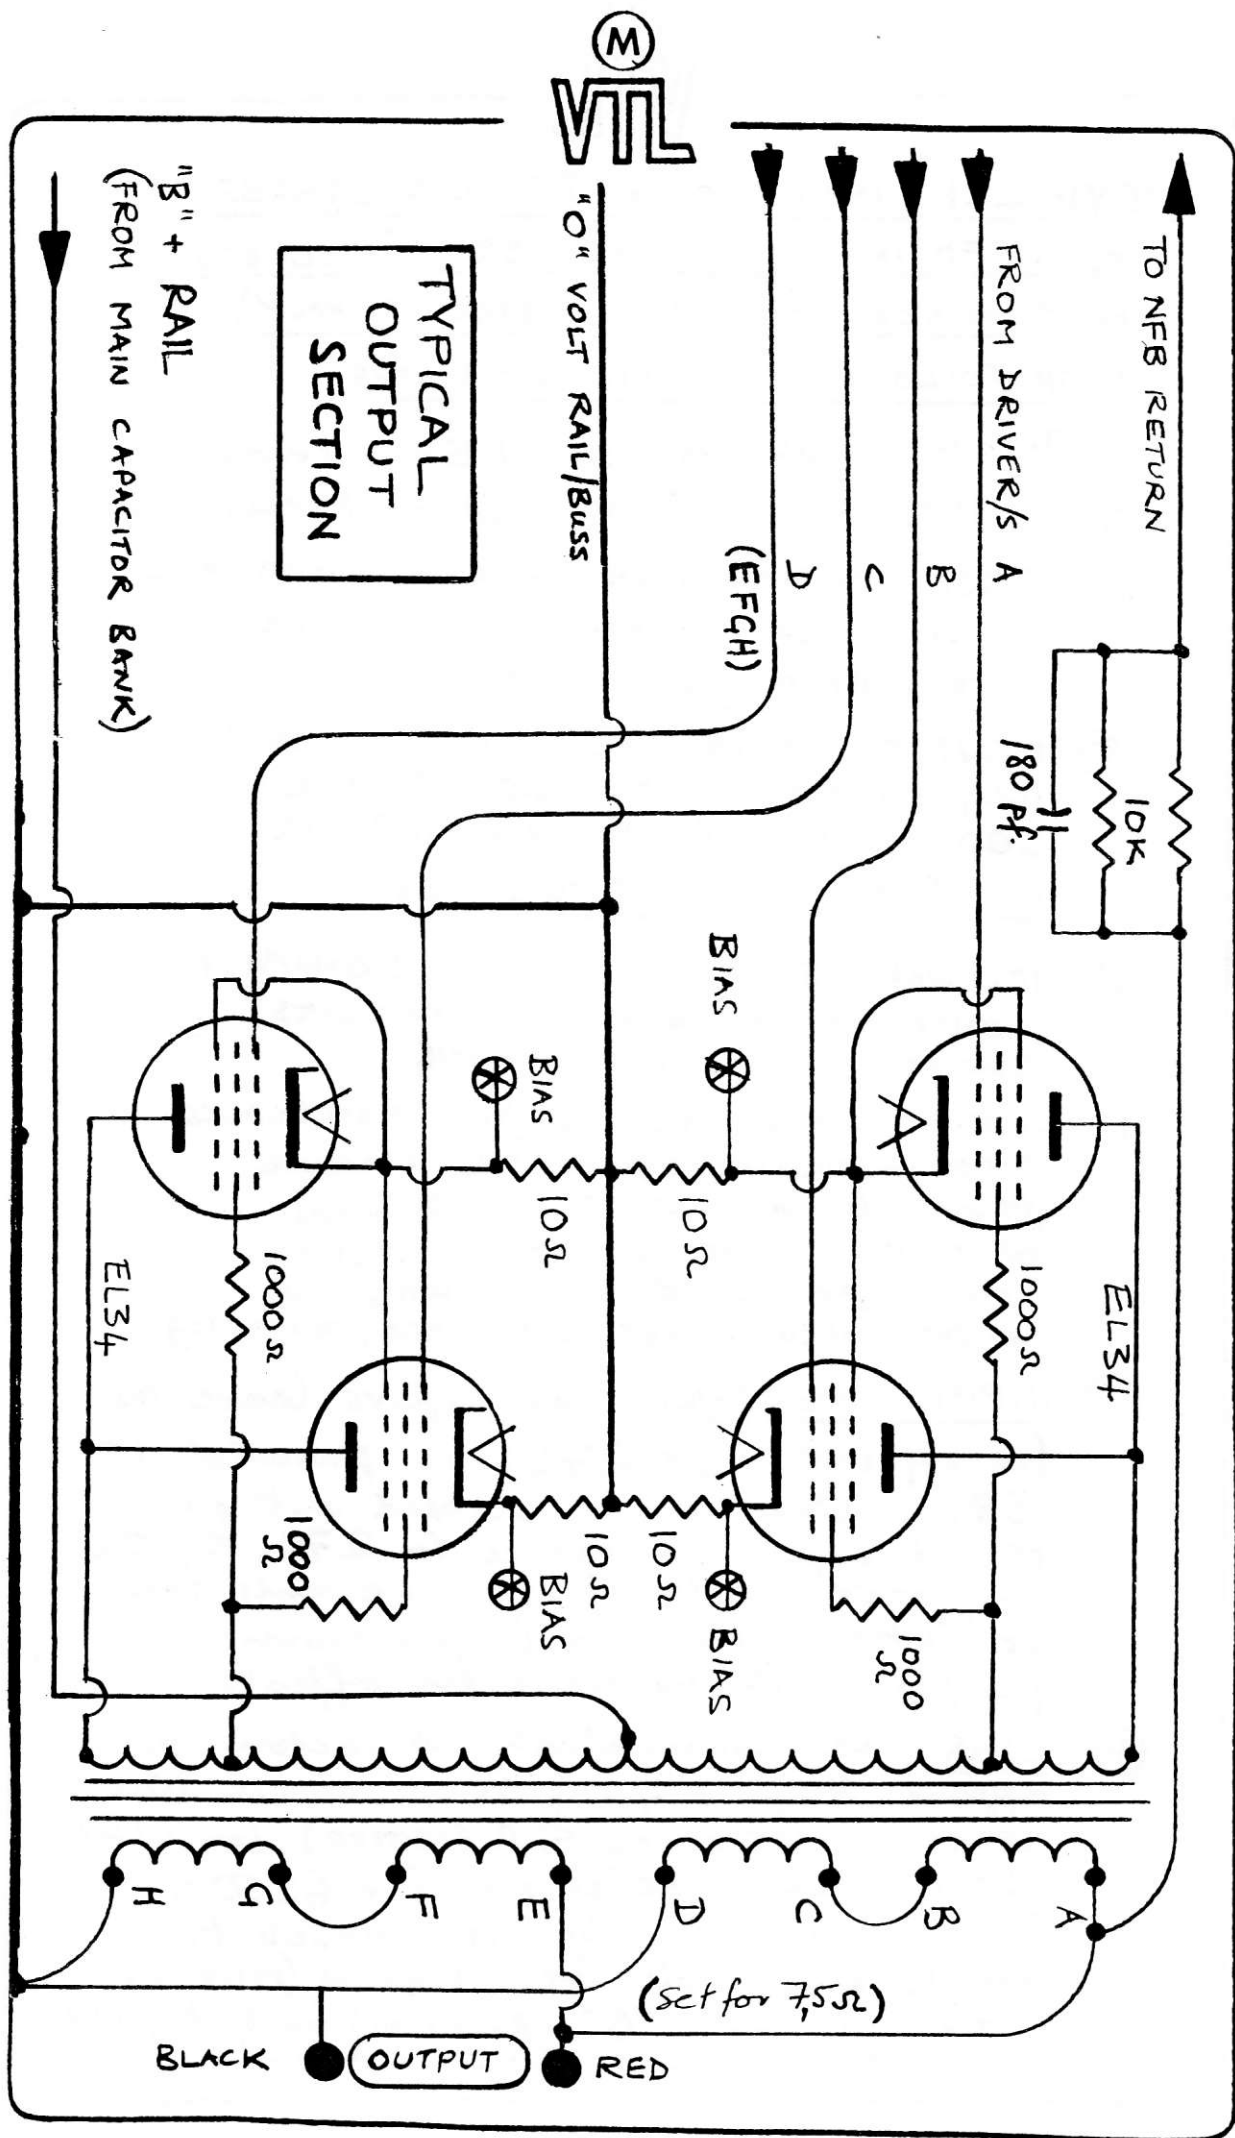 M
VTL
TO NFB RETURN
FROM DRIVER/S A
B
C
D
(EFGH)
"O" VOLT RAIL/BUSS
TYPICAL
OUTPUT
SECTION
"B" + RAIL
(FROM MAIN CAPACITOR BANK)
10K
180 pf.
BIAS
BIAS
10Ω
10Ω
EL34
1000Ω
1000Ω
EL34
1000
Ω
10Ω
10Ω
1000
Ω
BIAS
BIAS
A
B
C
D
E
F
G
H
(Set for 7,5Ω)
RED
OUTPUT
BLACK